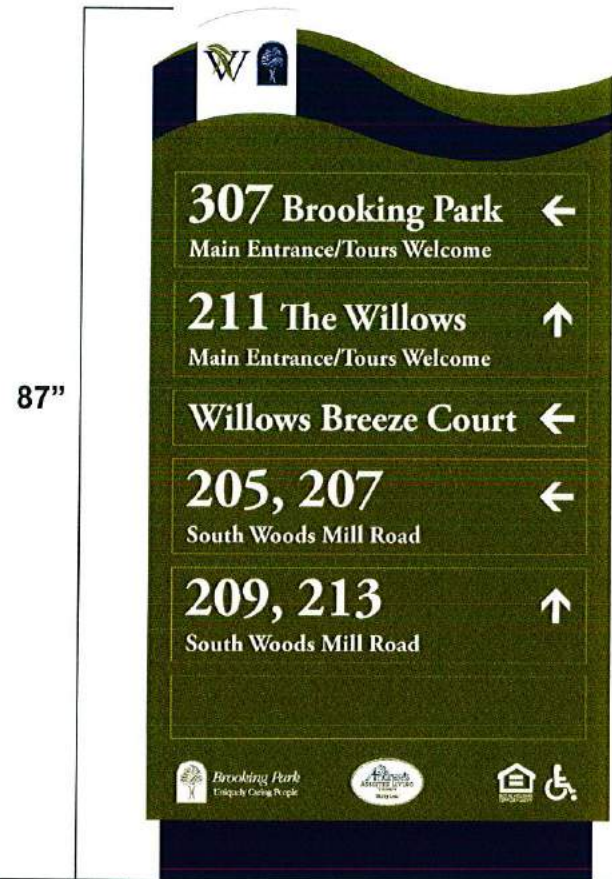 W
307 Brooking Park ←
Main Entrance/Tours Welcome
211 The Willows ↑
Main Entrance/Tours Welcome
87”
Willows Breeze Court ←
205, 207 ←
South Woods Mill Road
209, 213 ↑
South Woods Mill Road
Brooking Park
Uniquely Caring People
ASSISTED LIVING